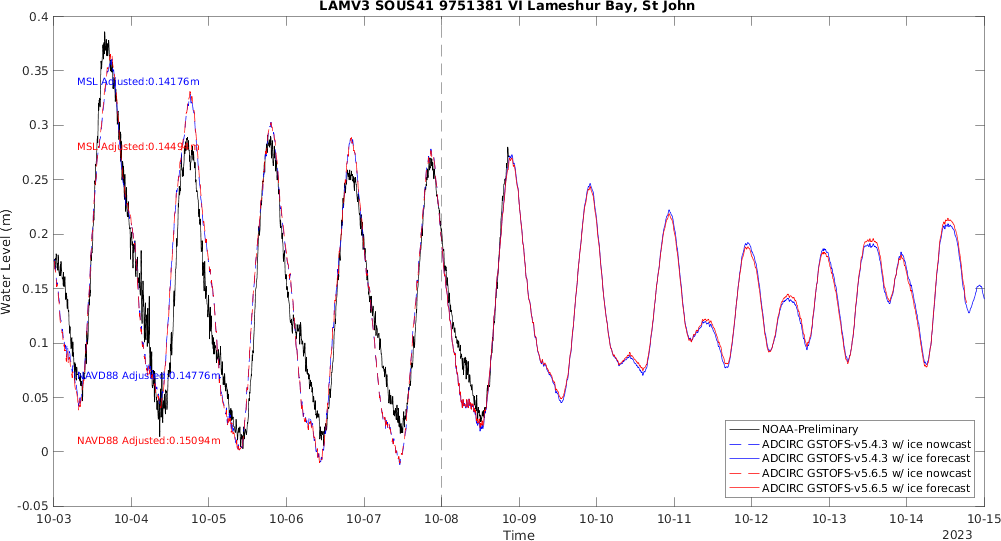 LAMV3 SOUS41 9751381 VI Lameshur Bay, St John
0.4
0.35
0.3
0.25
0.2
0.15
0.1
0.05
0
-0.05
Water Level (m)
MSL Adjusted:0.14176m
MSL Adjusted:0.1449 m
NAVD88 Adjusted:0.14776m
NAVD88 Adjusted:0.15094m
NOAA-Preliminary
ADCIRC GSTOFS-v5.4.3 w/ ice nowcast
ADCIRC GSTOFS-v5.4.3 w/ ice forecast
ADCIRC GSTOFS-v5.6.5 w/ ice nowcast
ADCIRC GSTOFS-v5.6.5 w/ ice forecast
10-03 10-04 10-05 10-06 10-07 10-08 10-09 10-10 10-11 10-12 10-13 10-14 10-15
Time
2023